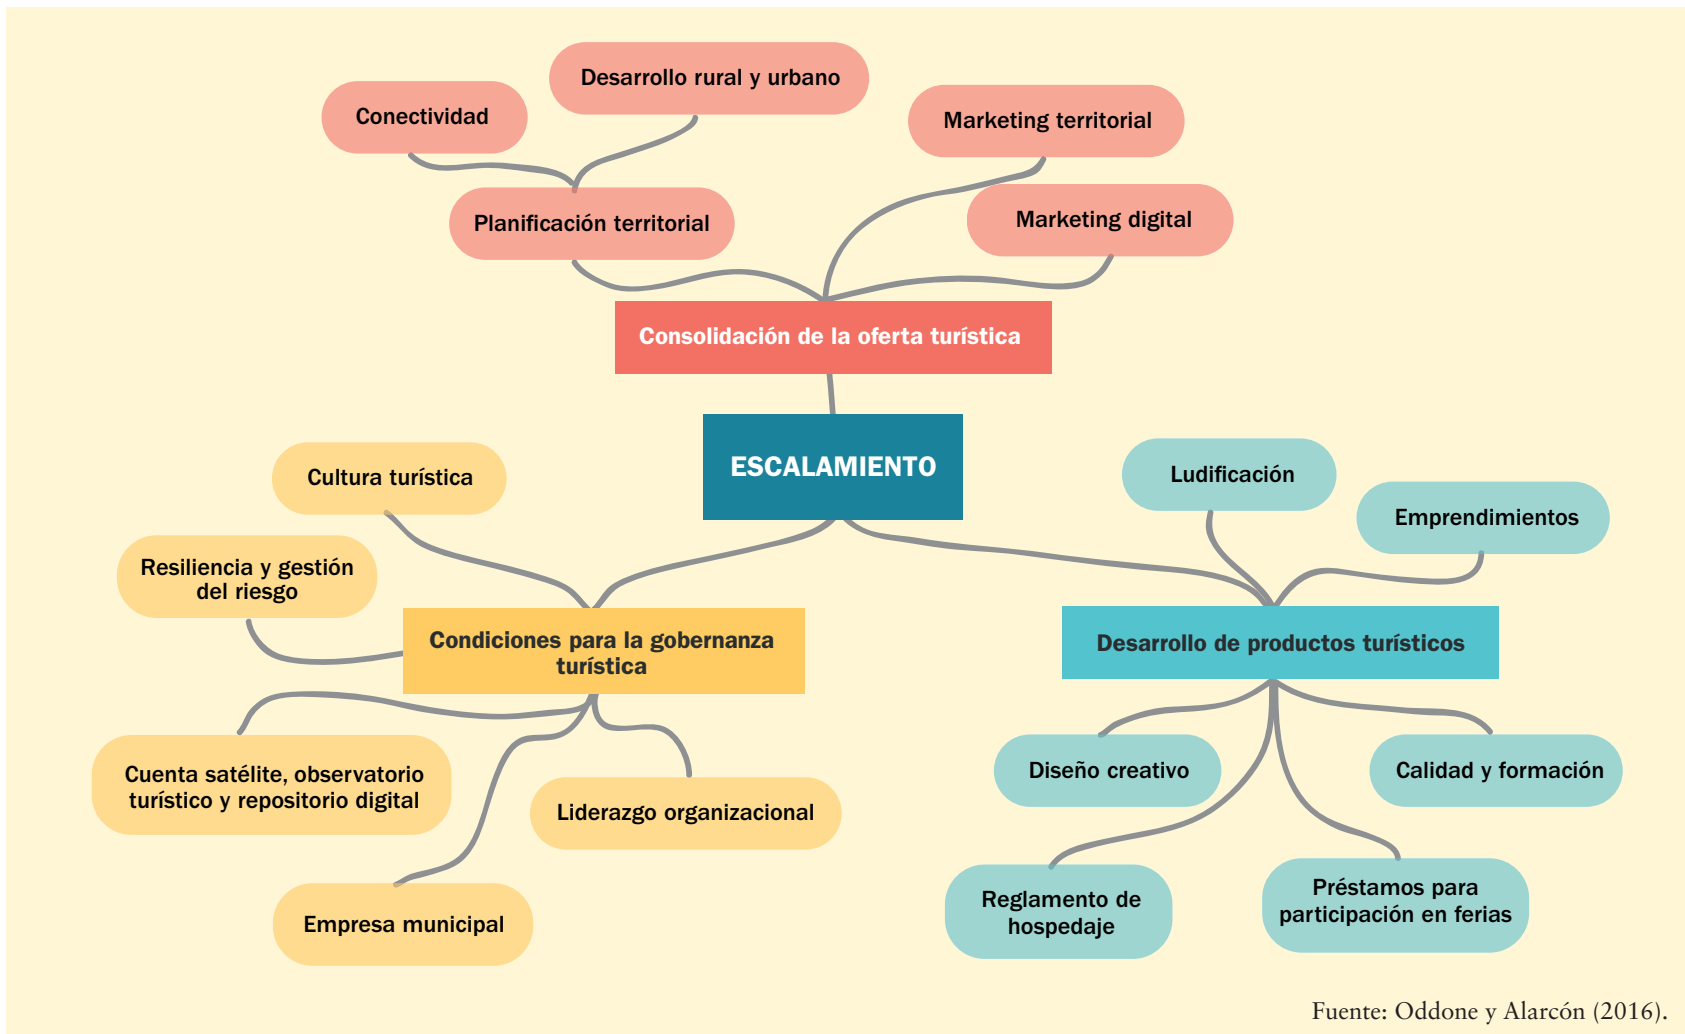 Desarrollo rural y urbano
Conectividad
Marketing territorial
Planificación territorial
Marketing digital
Consolidación de la oferta turística
ESCALAMIENTO
Cultura turística
Resiliencia y gestión
del riesgo
Condiciones para la gobernanza
turística
Cuenta satélite, observatorio
turístico y repositorio digital
Liderazgo organizacional
Empresa municipal
Ludificación
Emprendimientos
Desarrollo de productos turísticos
Diseño creativo
Calidad y formación
Reglamento de
hospedaje
Préstamos para
participación en ferias
Fuente: Oddone y Alarcón (2016).